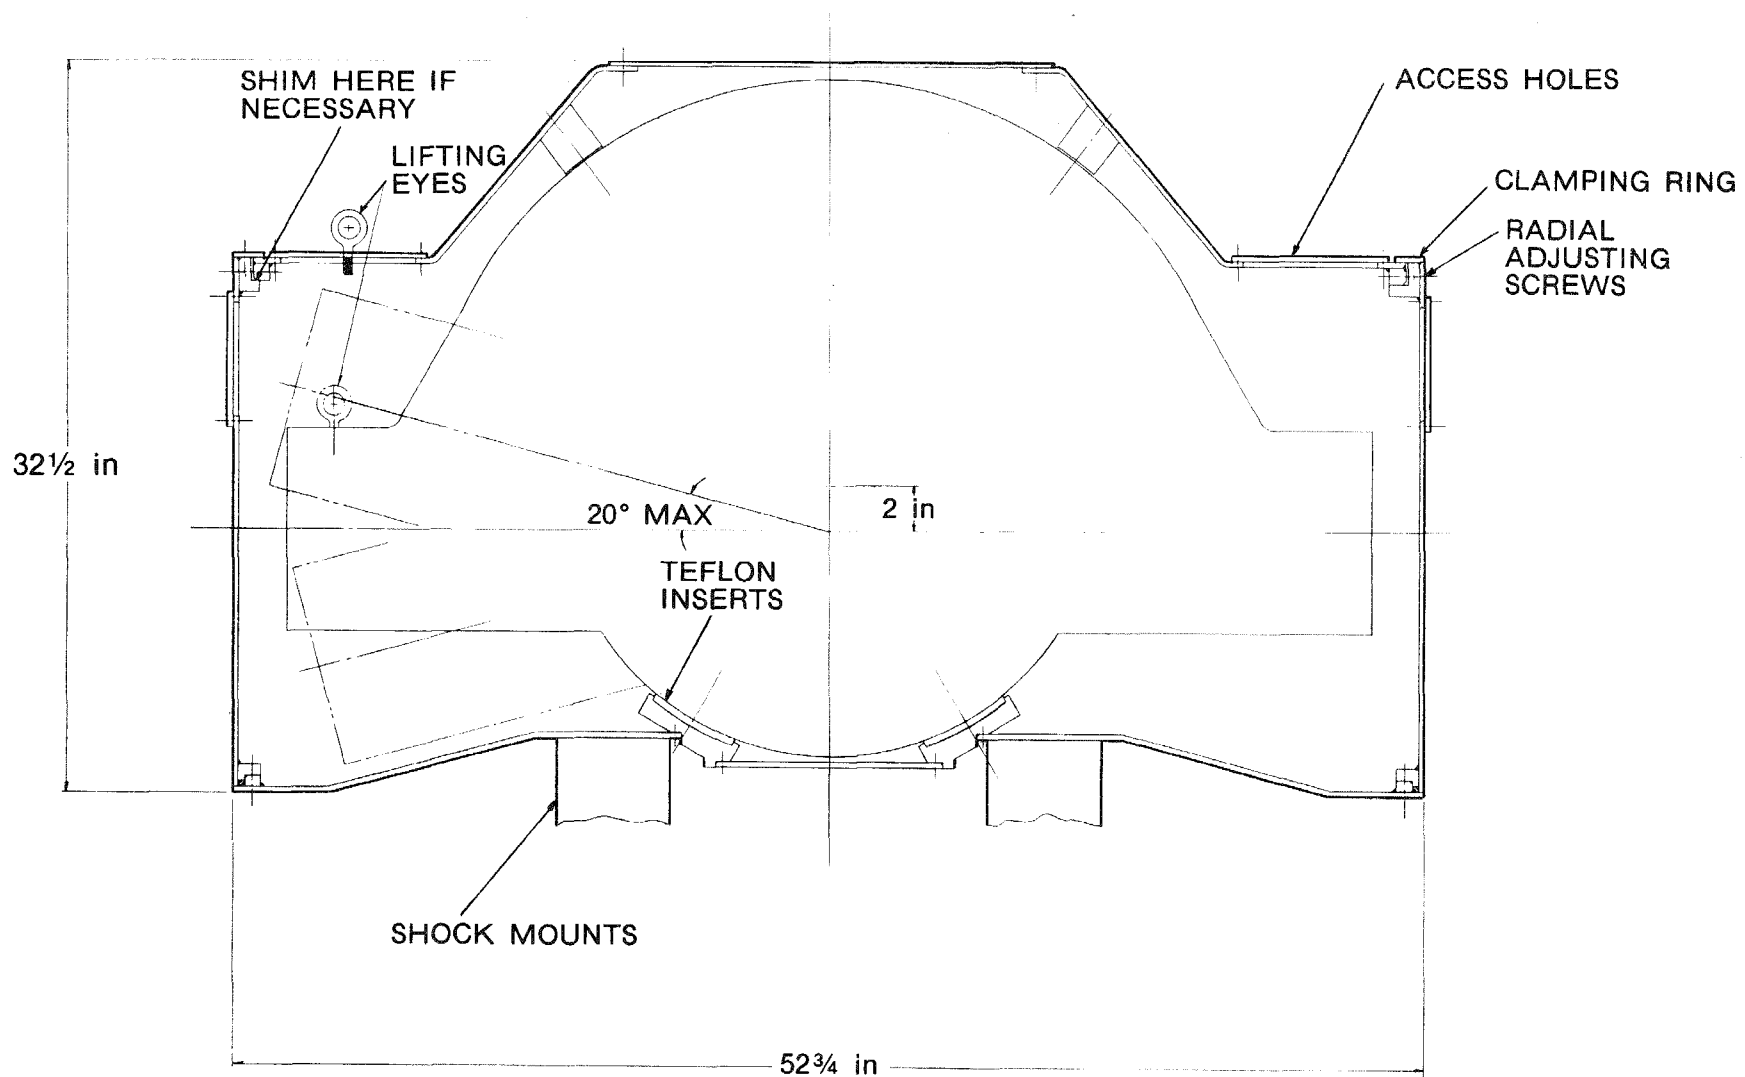 SHIM HERE IF
NECESSARY
LIFTING
EYES
ACCESS HOLES
CLAMPING RING
RADIAL
ADJUSTING
SCREWS
32½ in
20° MAX
2 in
TEFLON
INSERTS
SHOCK MOUNTS
52¾ in